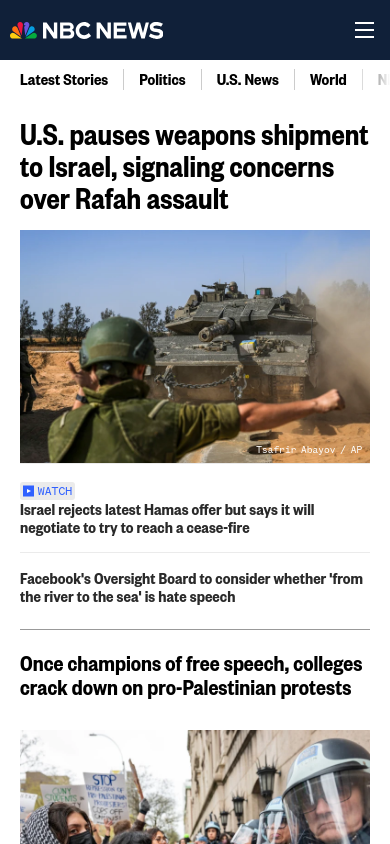 NBC NEWS
Latest Stories
Politics
U.S. News
World
U.S. pauses weapons shipment
to Israel, signaling concerns
over Rafah assault
Tsafrir Abayov / AP
WATCH
Israel rejects latest Hamas offer but says it will
negotiate to try to reach a cease-fire
Facebook's Oversight Board to consider whether 'from
the river to the sea' is hate speech
Once champions of free speech, colleges
crack down on pro-Palestinian protests
STOP